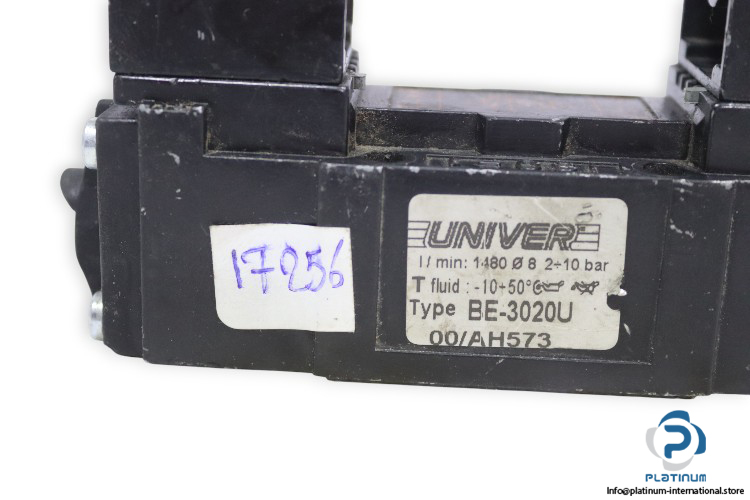 17256
UNIVER
l/ min: 1480 Ø 8 2÷10 bar
T fluid : -10÷50°C
Type BE-3020U
00/AH573
PLATINUM
Info@platinum-international.store